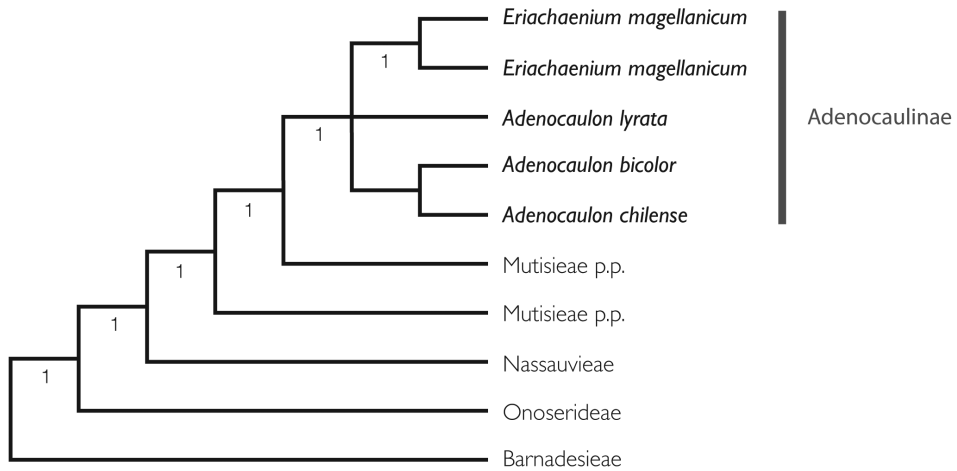 Eriachaenium magellanicum
1
Eriachaenium magellanicum
Adenocaulon lyrata
Adenocaulinae
1
Adenocaulon bicolor
1
Adenocaulon chilense
1
Mutisieae p.p.
1
Mutisieae p.p.
Nassauvieae
1
Onoserideae
Barnadesieae